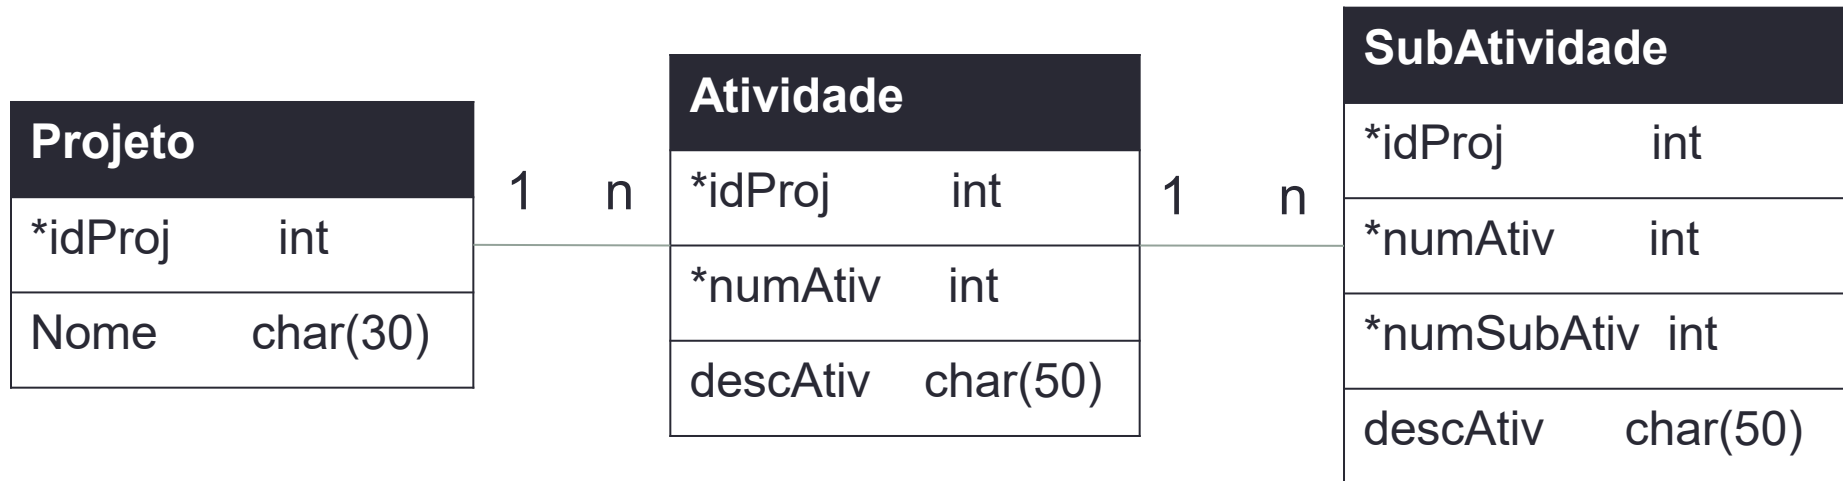 Projeto
*idProj int
Nome char(30)
1 n
Atividade
*idProj int
*numAtiv int
descAtiv char(50)
1 n
SubAtividade
*idProj int
*numAtiv int
*numSubAtiv int
descAtiv char(50)